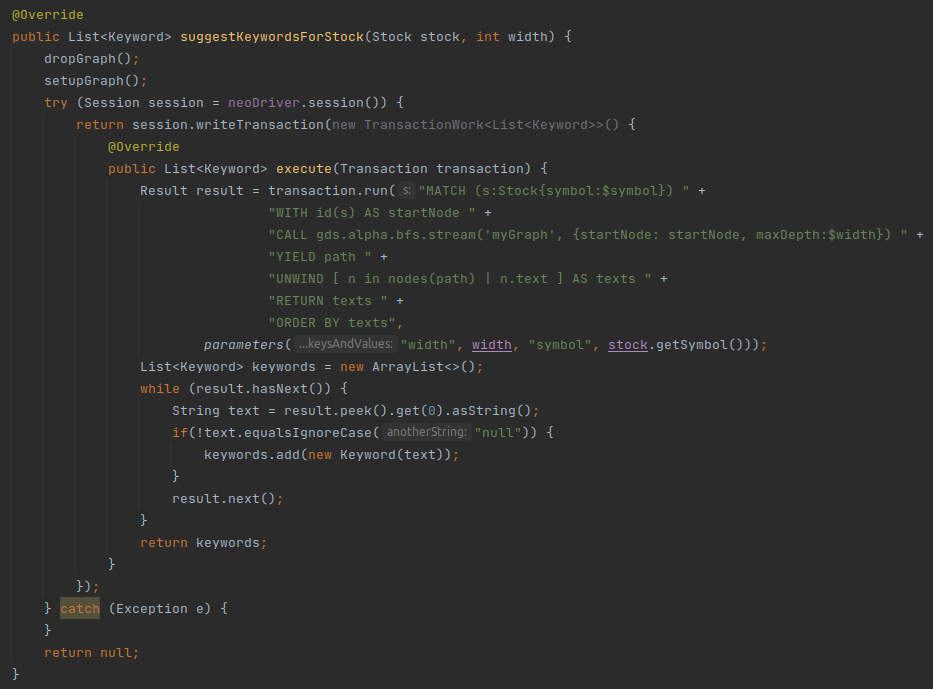 @Override
public List<Keyword> suggestKeywordsForStock(Stock stock, int width) {
    dropGraph();
    setupGraph();
    try (Session session = neoDriver.session()) {
        return session.writeTransaction(new TransactionWork<List<Keyword>>() {
            @Override
            public List<Keyword> execute(Transaction transaction) {
                Result result = transaction.run( s: "MATCH (s:Stock{symbol:$symbol}) " +
                                "WITH id(s) AS startNode " +
                                "CALL gds.alpha.bfs.stream('myGraph', {startNode: startNode, maxDepth:$width}) " +
                                "YIELD path " +
                                "UNWIND [ n in nodes(path) | n.text ] AS texts " +
                                "RETURN texts " +
                                "ORDER BY texts",
                        parameters( ...keysAndValues: "width", width, "symbol", stock.getSymbol()));
                List<Keyword> keywords = new ArrayList<>();
                while (result.hasNext()) {
                    String text = result.peek().get(0).asString();
                    if(!text.equalsIgnoreCase( anotherString: "null")) {
                        keywords.add(new Keyword(text));
                    }
                    result.next();
                }
                return keywords;
            }
        });
    } catch (Exception e) {
    }
    return null;
}